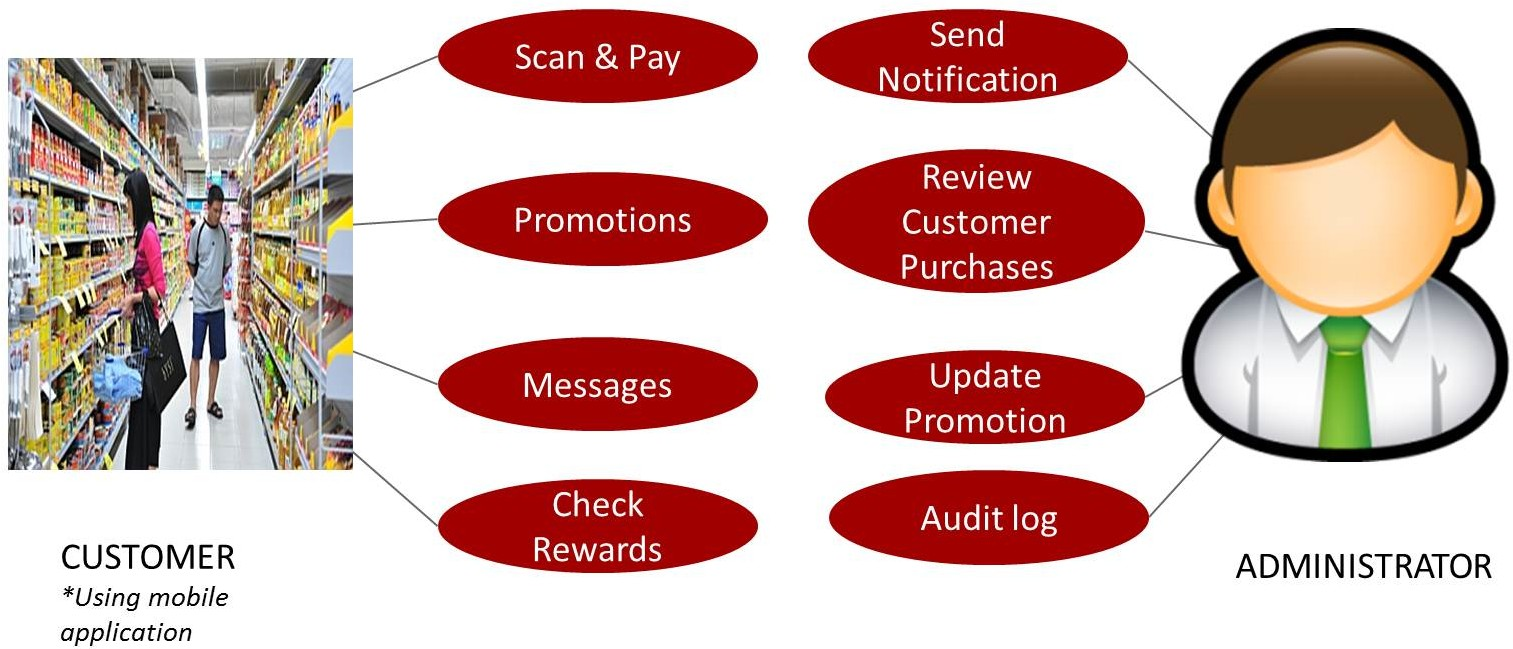 Scan & Pay
Promotions
Messages
Check
Rewards
Send
Notification
Review
Customer
Purchases
Update
Promotion
Audit log
CUSTOMER
*Using mobile
application
ADMINISTRATOR